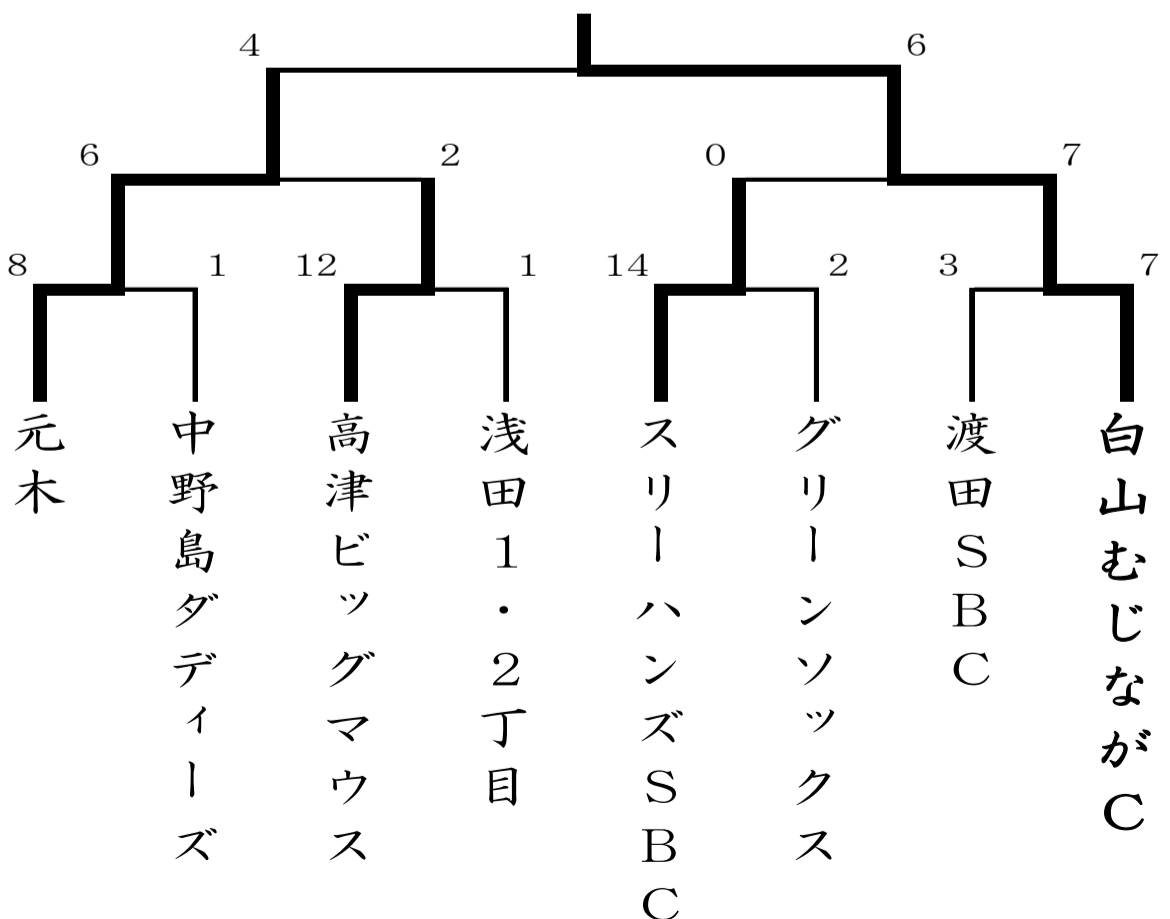 4 6
6 2 0 7
8 1 12 1 14 2 3 7
元木
中野島ダディーズ
高津ビッグマウス
浅田1・2丁目
スリーハンズSBC
グリーンソックス
渡田SBC
白山むじながC